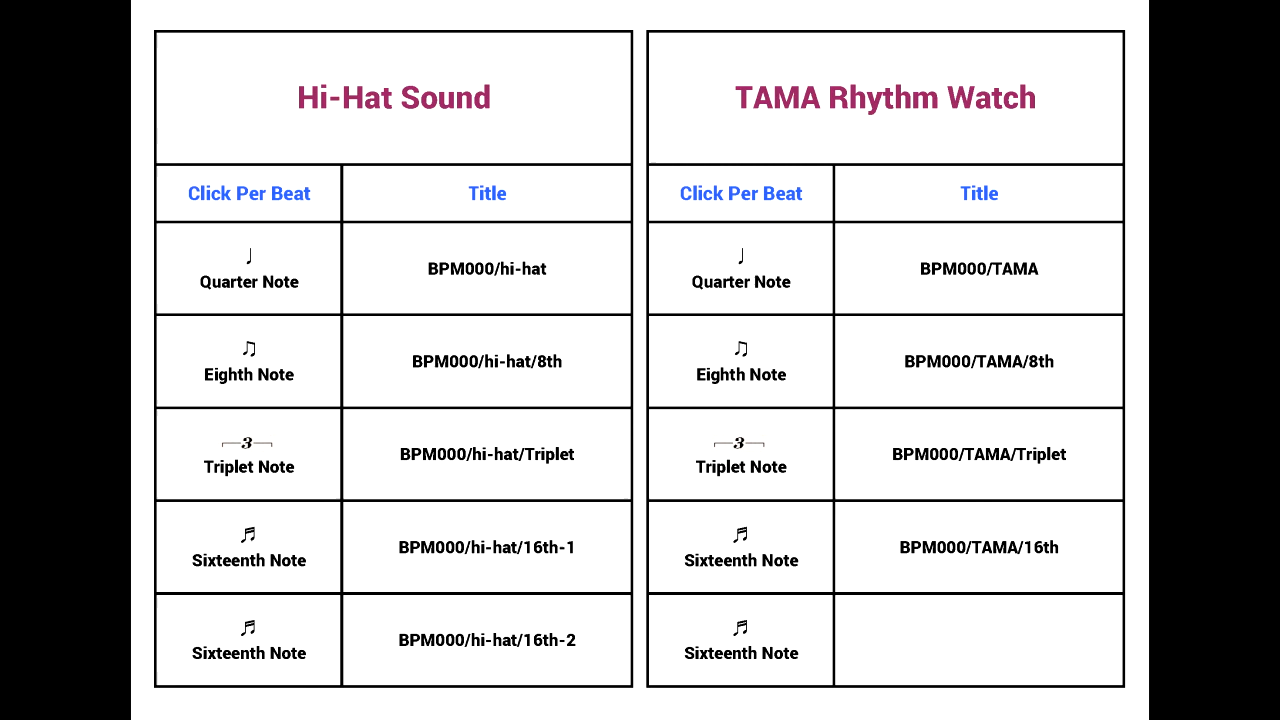 Hi-Hat Sound
Click Per Beat
Title
♩
Quarter Note
BPM000/hi-hat
♫
Eighth Note
BPM000/hi-hat/8th
3
Triplet Note
BPM000/hi-hat/Triplet
♬
Sixteenth Note
BPM000/hi-hat/16th-1
♬
Sixteenth Note
BPM000/hi-hat/16th-2
TAMA Rhythm Watch
Click Per Beat
Title
♩
Quarter Note
BPM000/TAMA
♫
Eighth Note
BPM000/TAMA/8th
3
Triplet Note
BPM000/TAMA/Triplet
♬
Sixteenth Note
BPM000/TAMA/16th
♬
Sixteenth Note